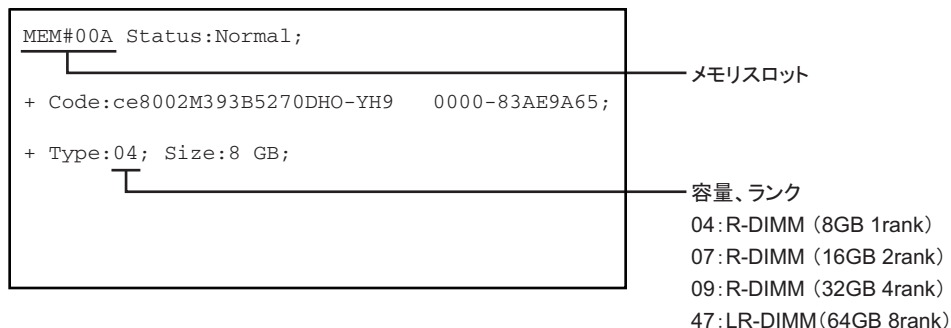 MEM#00A Status:Normal;
メモリスロット
+ Code:ce8002M393B5270DHO-YH9   0000-83AE9A65;
+ Type:04; Size:8 GB;
容量、ランク
04：R-DIMM（8GB 1rank）
07：R-DIMM（16GB 2rank）
09：R-DIMM（32GB 4rank）
47：LR-DIMM（64GB 8rank）